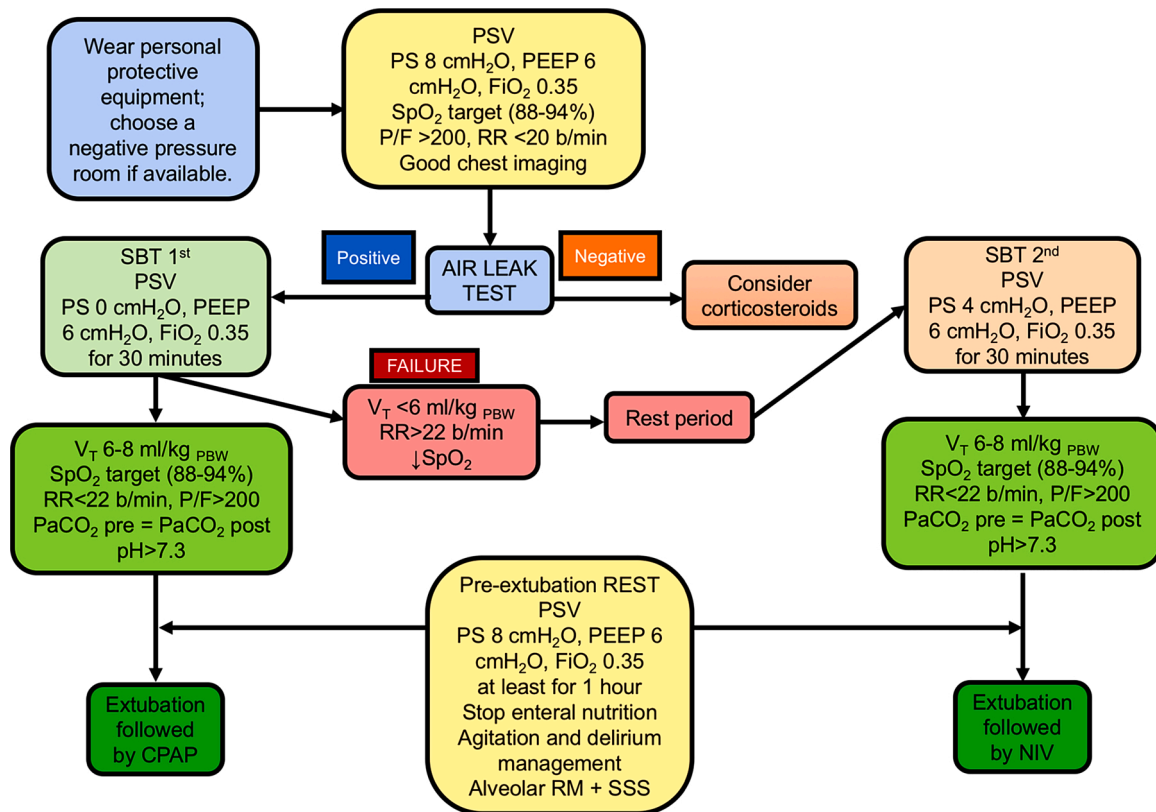 Wear personal
protective
equipment;
choose a
negative pressure
room if available.
PSV
PS 8 cmH₂O, PEEP 6
cmH₂O, FiO₂ 0.35
SpO₂ target (88-94%)
P/F >200, RR <20 b/min
Good chest imaging
Positive
AIR LEAK
TEST
Negative
Consider
corticosteroids
SBT 1st
PSV
PS 0 cmH₂O, PEEP
6 cmH₂O, FiO₂ 0.35
for 30 minutes
FAILURE
V_T <6 ml/kg PBW
RR>22 b/min
↓SpO₂
Rest period
SBT 2nd
PSV
PS 4 cmH₂O, PEEP
6 cmH₂O, FiO₂ 0.35
for 30 minutes
V_T 6-8 ml/kg PBW
SpO₂ target (88-94%)
RR<22 b/min, P/F>200
PaCO₂ pre = PaCO₂ post
pH>7.3
V_T 6-8 ml/kg PBW
SpO₂ target (88-94%)
RR<22 b/min, P/F>200
PaCO₂ pre = PaCO₂ post
pH>7.3
Pre-extubation REST
PSV
PS 8 cmH₂O, PEEP 6
cmH₂O, FiO₂ 0.35
at least for 1 hour
Stop enteral nutrition
Agitation and delirium
management
Alveolar RM + SSS
Extubation
followed
by CPAP
Extubation
followed
by NIV